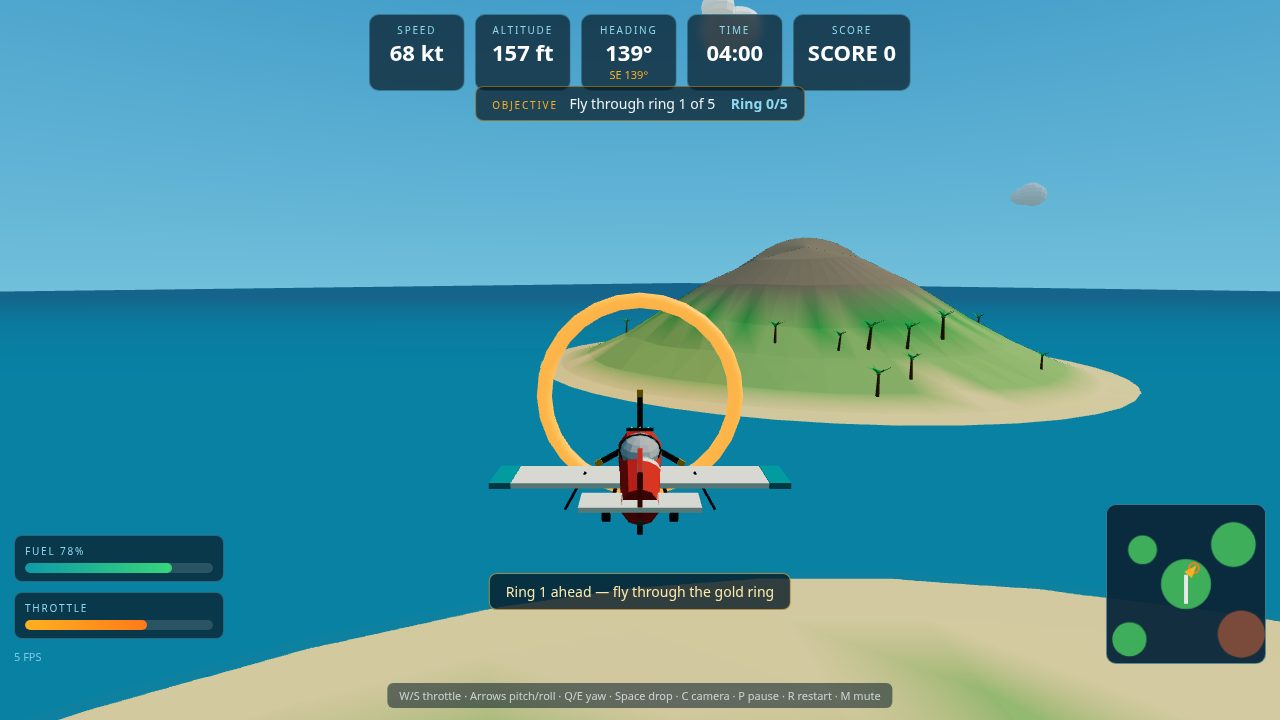 SPEED
68 kt
ALTITUDE
157 ft
HEADING
139°
SE 139°
TIME
04:00
SCORE
SCORE 0
OBJECTIVE Fly through ring 1 of 5 Ring 0/5
FUEL 78%
THROTTLE
5 FPS
Ring 1 ahead — fly through the gold ring
W/S throttle · Arrows pitch/roll · Q/E yaw · Space drop · C camera · P pause · R restart · M mute